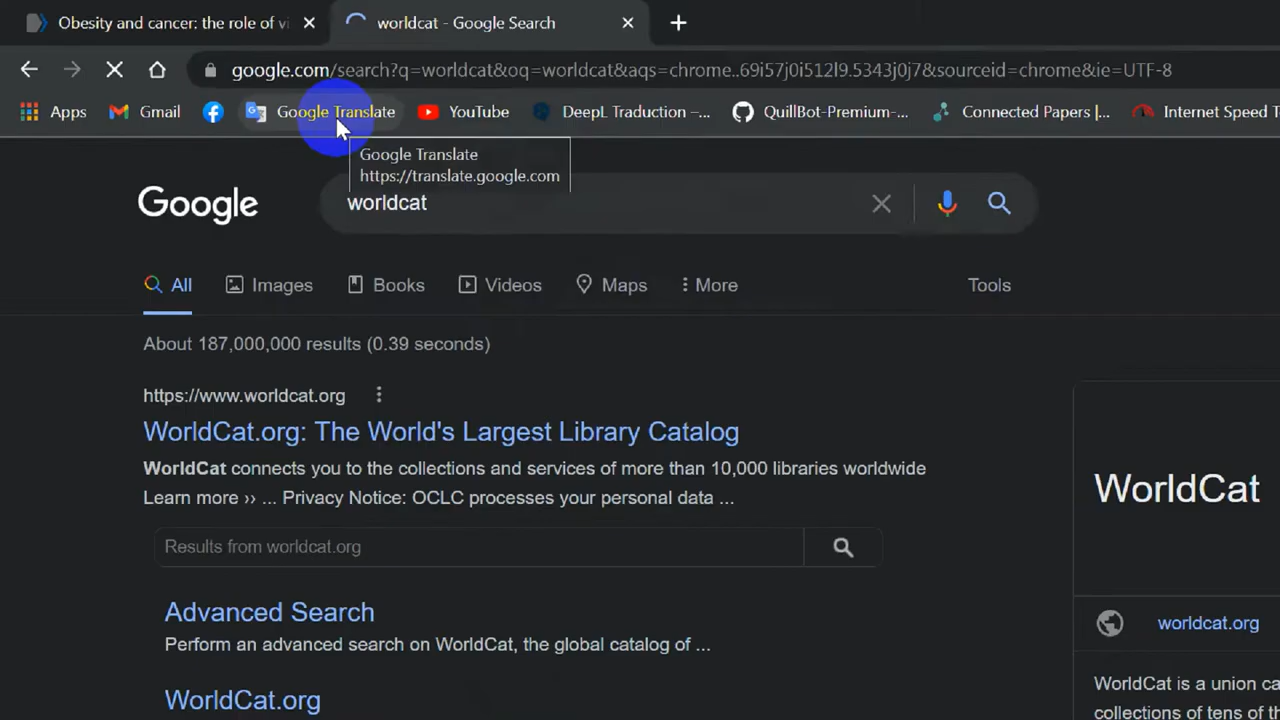 Obesity and cancer: the role of vi
worldcat - Google Search
google.com/search?q=worldcat&oq=worldcat&aqs=chrome..69i57j0i512l9.5343j0j7&sourceid=chrome&ie=UTF-8
Apps Gmail Google Translate YouTube DeepL Traduction –... QuillBot-Premium-... Connected Papers |... Internet Speed T
Google Translate
https://translate.google.com
Google worldcat
All Images Books Videos Maps More Tools
About 187,000,000 results (0.39 seconds)
https://www.worldcat.org
WorldCat.org: The World's Largest Library Catalog
WorldCat connects you to the collections and services of more than 10,000 libraries worldwide
Learn more ›› ... Privacy Notice: OCLC processes your personal data ...
Results from worldcat.org
Advanced Search
Perform an advanced search on WorldCat, the global catalog of ...
WorldCat.org
WorldCat
worldcat.org
WorldCat is a union ca
collections of tens of t